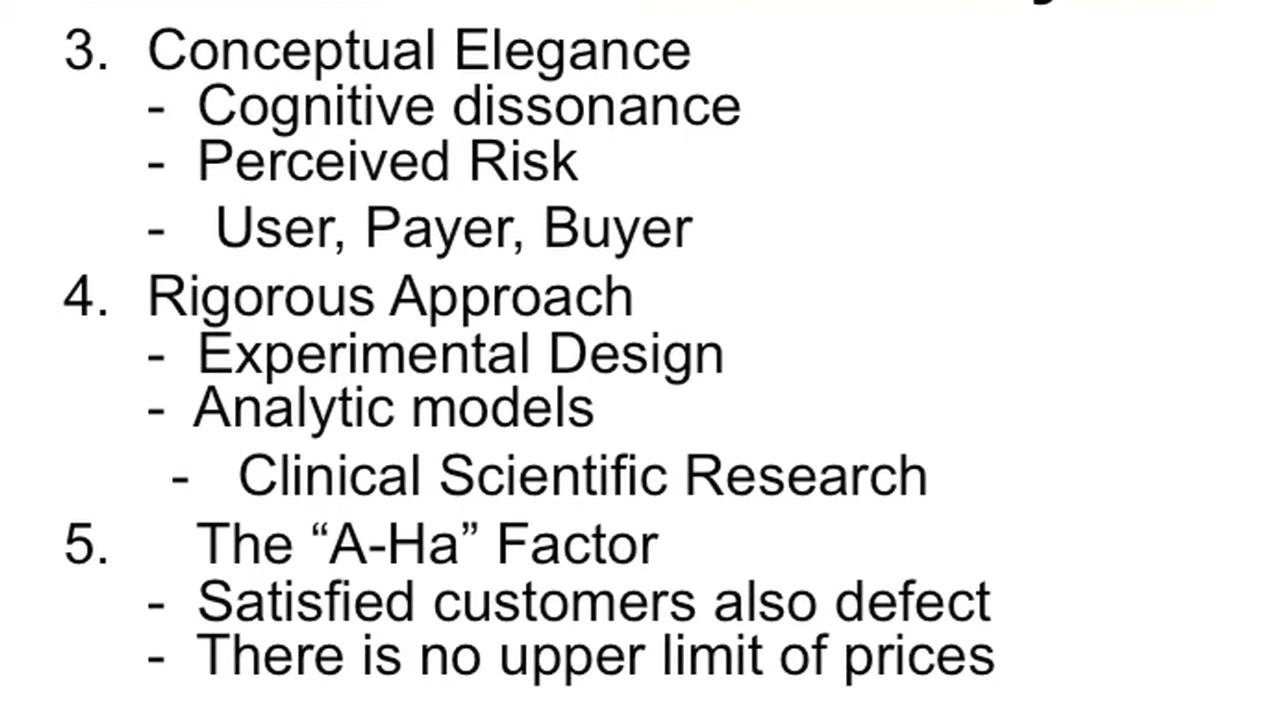 3. Conceptual Elegance
- Cognitive dissonance
- Perceived Risk
- User, Payer, Buyer
4. Rigorous Approach
- Experimental Design
- Analytic models
- Clinical Scientific Research
5. The “A-Ha” Factor
- Satisfied customers also defect
- There is no upper limit of prices